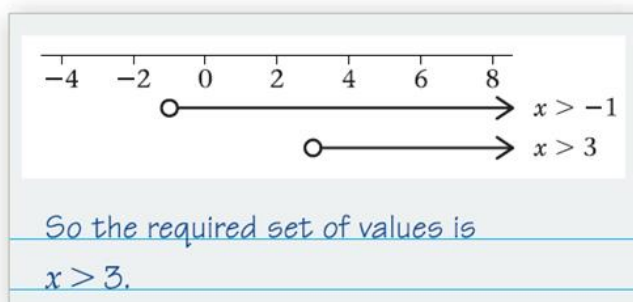 −4 −2 0 2 4 6 8
x > −1
x > 3
So the required set of values is
x > 3.